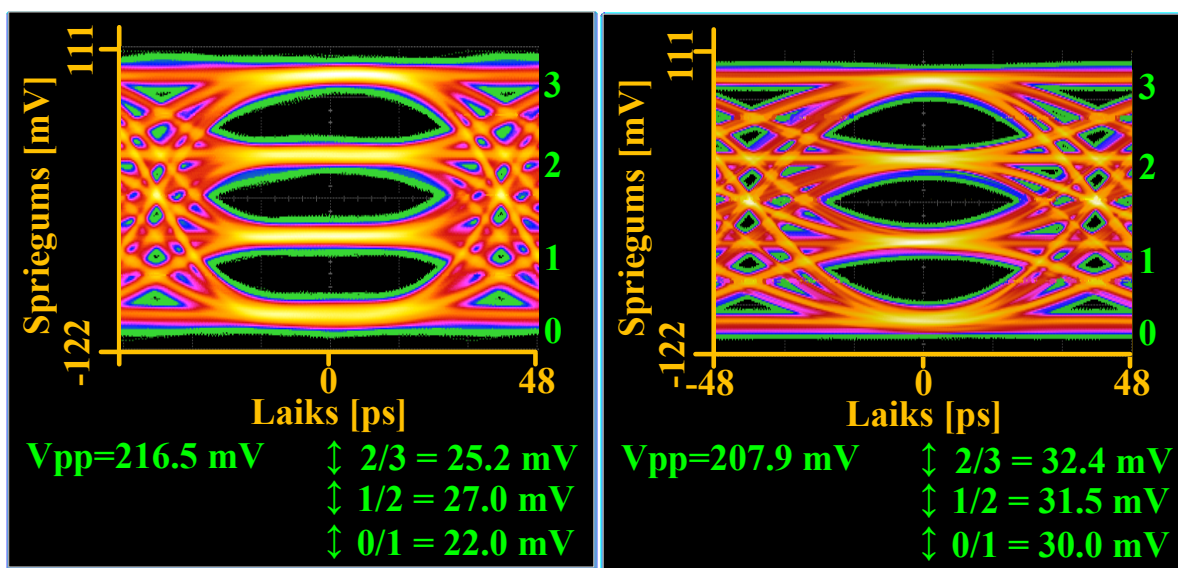 Spriegums [mV]
111
-122
3
2
1
0
0
48
Laiks [ps]
Vpp=216.5 mV
↕ 2/3 = 25.2 mV
↕ 1/2 = 27.0 mV
↕ 0/1 = 22.0 mV
Spriegums [mV]
111
-122
3
2
1
0
-48
0
48
Laiks [ps]
Vpp=207.9 mV
↕ 2/3 = 32.4 mV
↕ 1/2 = 31.5 mV
↕ 0/1 = 30.0 mV